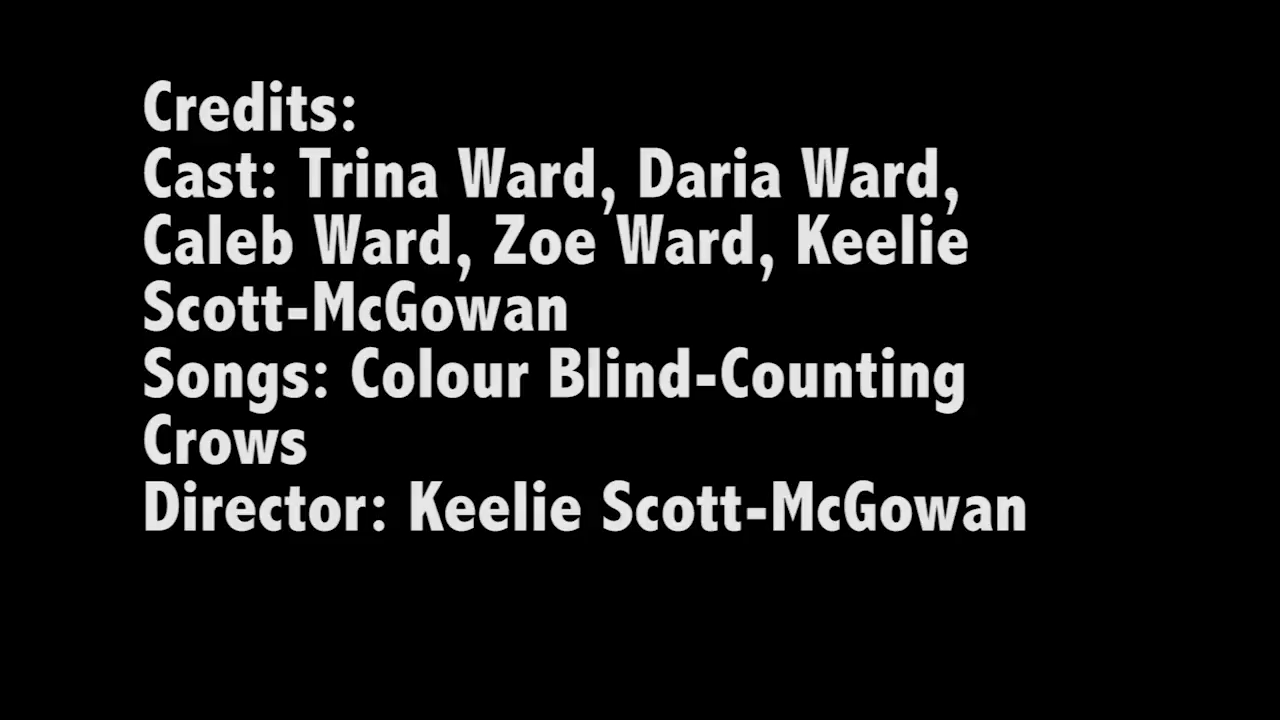 Credits:
Cast: Trina Ward, Daria Ward,
Caleb Ward, Zoe Ward, Keelie
Scott-McGowan
Songs: Colour Blind-Counting
Crows
Director: Keelie Scott-McGowan